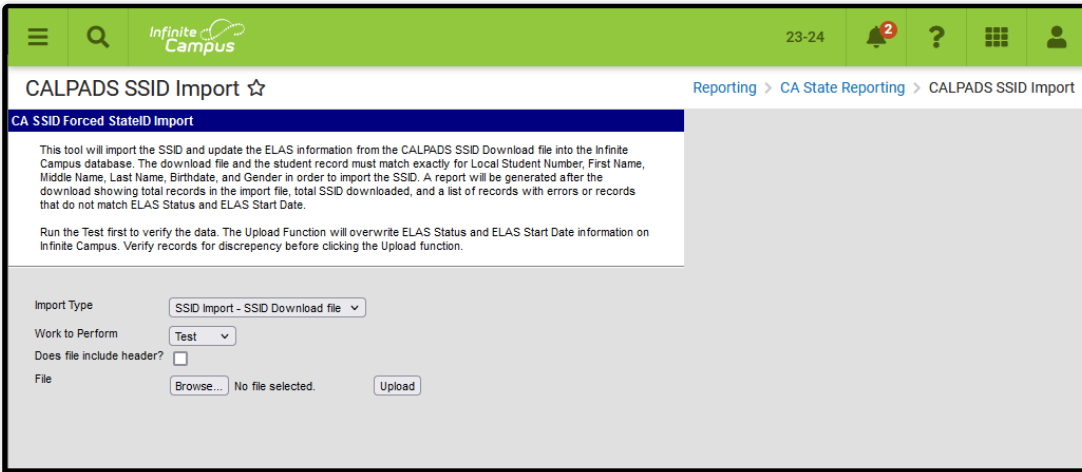 Infinite
Campus
23-24
2
?
CALPADS SSID Import
Reporting > CA State Reporting > CALPADS SSID Import
CA SSID Forced StateID Import
This tool will import the SSID and update the ELAS information from the CALPADS SSID Download file into the Infinite
Campus database. The download file and the student record must match exactly for Local Student Number, First Name,
Middle Name, Last Name, Birthdate, and Gender in order to import the SSID. A report will be generated after the
download showing total records in the import file, total SSID downloaded, and a list of records with errors or records
that do not match ELAS Status and ELAS Start Date.
Run the Test first to verify the data. The Upload Function will overwrite ELAS Status and ELAS Start Date information on
Infinite Campus. Verify records for discrepency before clicking the Upload function.
Import Type SSID Import - SSID Download file
Work to Perform Test
Does file include header?
File Browse... No file selected. Upload